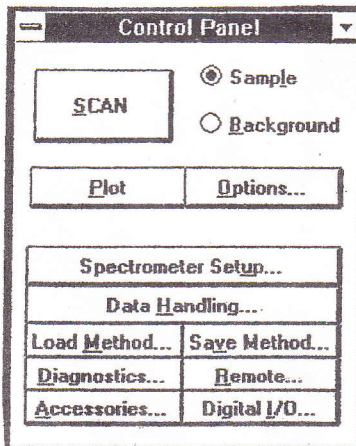 Control Panel
SCAN
Sample
Background
Plot Options...
Spectrometer Setup...
Data Handling...
Load Method... Save Method...
Diagnostics... Remote...
Accessories... Digital I/O...